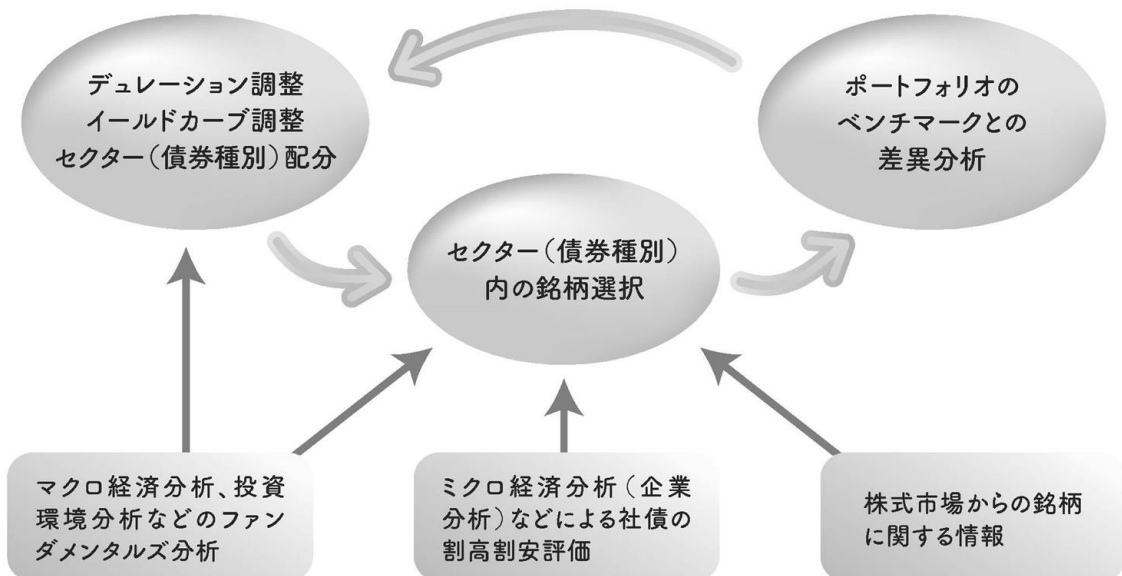 デュレーション調整
イールドカーブ調整
セクター（債券種別）配分
ポートフォリオの
ベンチマークとの
差異分析
セクター（債券種別）
内の銘柄選択
マクロ経済分析、投資
環境分析などのファン
ダメンタルズ分析
ミクロ経済分析（企業
分析）などによる社債の
割高割安評価
株式市場からの銘柄
に関する情報